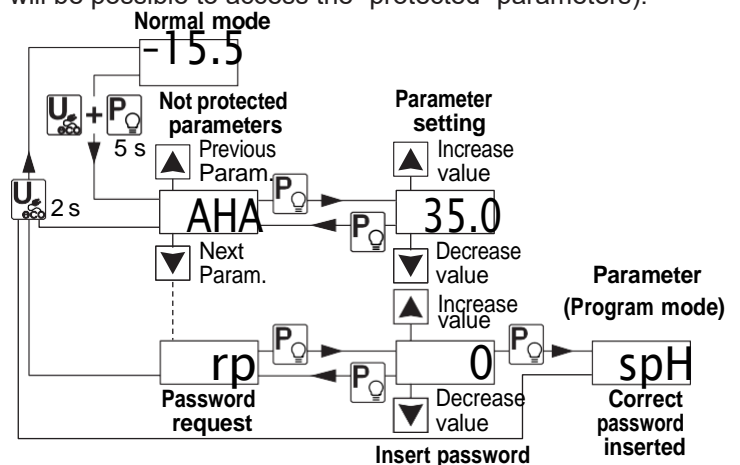 will be possible to access the "protected" parameters).
Normal mode
-15.5
U eco + P
5 s
Not protected
parameters
Parameter
setting
Previous
Param.
Increase
value
U eco
2 s
AHA
P
P
35.0
Next
Param.
Decrease
value
Increase
value
Parameter
(Program mode)
rp
P
P
0
P
spH
Password
request
Decrease
value
Insert password
Correct
password
inserted